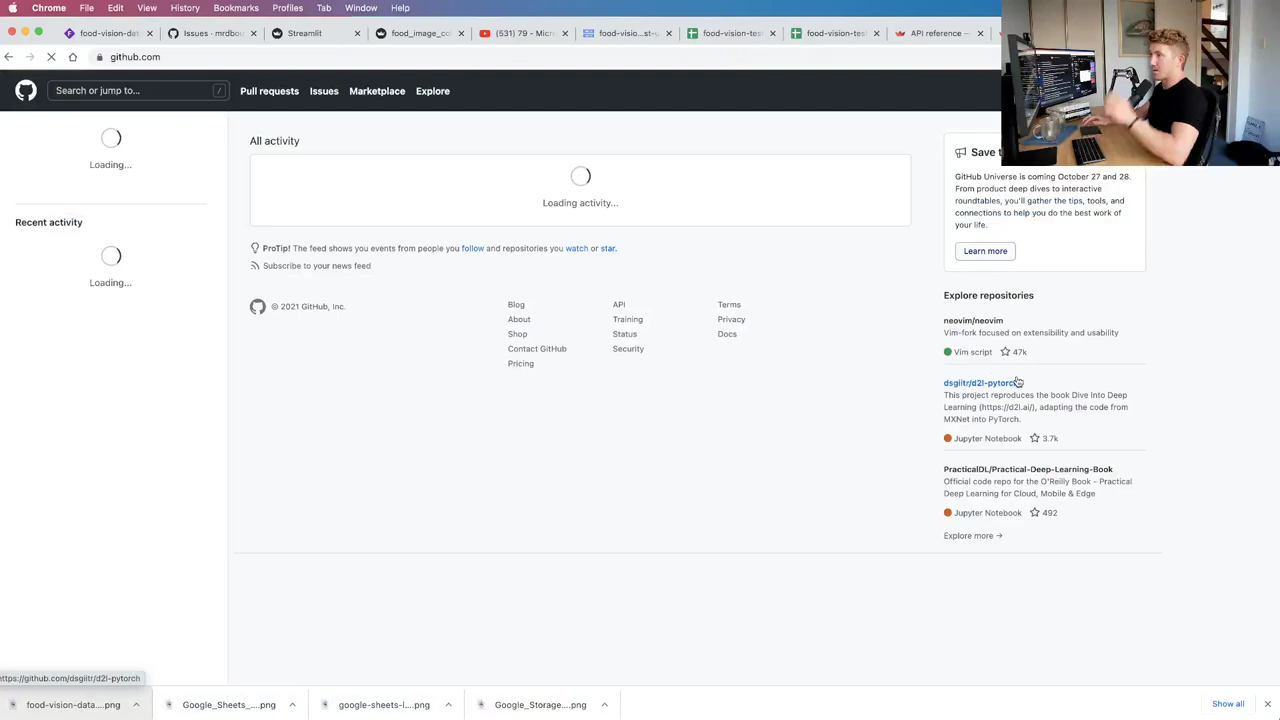 Chrome File Edit View History Bookmarks Profiles Tab Window Help
food-vision-dat
Issues · mrdbou
Streamlit
food_image_col
(531) 79 - Micr
food-visio...st-
food-vision-test
food-vision-test
API reference —
github.com
Search or jump to...
/
Pull requests Issues Marketplace Explore
Loading...
Recent activity
Loading...
All activity
Loading activity...
ProTip! The feed shows you events from people you follow and repositories you watch or star.
Subscribe to your news feed
© 2021 GitHub, Inc.
Blog
About
Shop
Contact GitHub
Pricing
API
Training
Status
Security
Terms
Privacy
Docs
Save
GitHub Universe is coming October 27 and 28.
From product deep dives to interactive
roundtables, you'll gather the tips, tools, and
connections to help you do the best work of
your life.
Learn more
Explore repositories
neovim/neovim
Vim-fork focused on extensibility and usability
Vim script 47k
dsgiitr/d2l-pytorch
This project reproduces the book Dive Into Deep
Learning (https://d2l.ai/), adapting the code from
MXNet into PyTorch.
Jupyter Notebook 3.7k
PracticalDL/Practical-Deep-Learning-Book
Official code repo for the O'Reilly Book - Practical
Deep Learning for Cloud, Mobile & Edge
Jupyter Notebook 492
Explore more →
https://github.com/dsgiitr/d2l-pytorch
food-vision-data....png
Google_Sheets_....png
google-sheets-l....png
Google_Storage....png
Show all